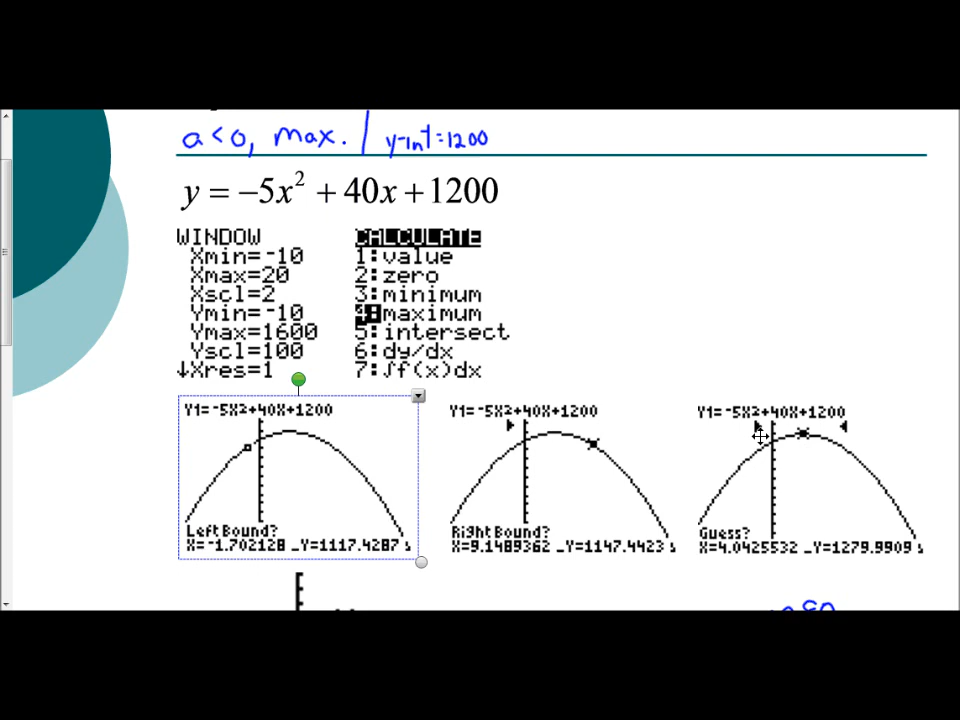 a < 0, max. / y-int = 1200
y = −5x² + 40x + 1200
WINDOW
Xmin=-10
Xmax=20
Xscl=2
Ymin=-10
Ymax=1600
Yscl=100
↓Xres=1
CALCULATE
1:value
2:zero
3:minimum
4:maximum
5:intersect
6:dy/dx
7:∫f(x)dx
Y1=-5X2+40X+1200
Left Bound?
X=-1.702128 Y=1117.4287
Y1=-5X2+40X+1200
Right Bound?
X=9.1489362 Y=1147.4423
Y1=-5X2+40X+1200
Guess?
X=4.0425532 Y=1279.9909